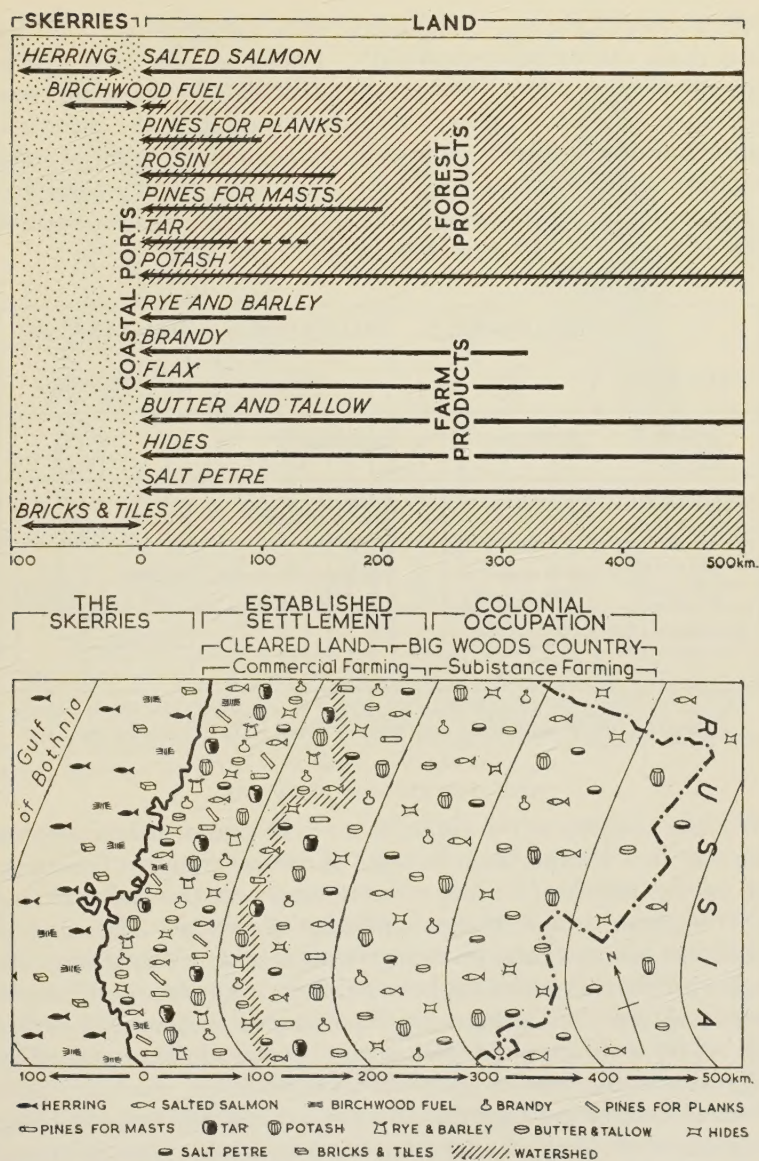 SKERRIES LAND
HERRING SALTED SALMON
BIRCHWOOD FUEL
PINES FOR PLANKS
ROSIN
PINES FOR MASTS
TAR
POTASH
RYE AND BARLEY
BRANDY
FLAX
BUTTER AND TALLOW
HIDES
SALT PETRE
BRICKS & TILES
COASTAL PORTS
FOREST
PRODUCTS
FARM
PRODUCTS
100 0 100 200 300 400 500km.
THE
SKERRIES
ESTABLISHED
SETTLEMENT
COLONIAL
OCCUPATION
CLEARED LAND BIG WOODS COUNTRY
Commercial Farming Subistance Farming
Gulf
of Bothnia
RUSSIA
N
100 0 100 200 300 400 500km.
HERRING SALTED SALMON BIRCHWOOD FUEL BRANDY PINES FOR PLANKS
PINES FOR MASTS TAR POTASH RYE & BARLEY BUTTER & TALLOW HIDES
SALT PETRE BRICKS & TILES WATERSHED